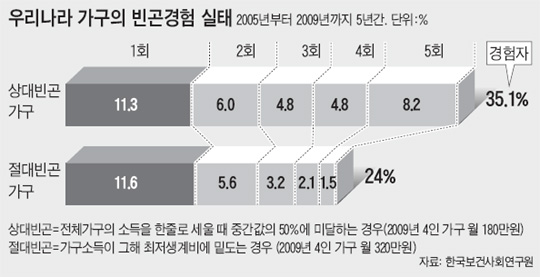 우리나라 가구의 빈곤경험 실태 2005년부터 2009년까지 5년간. 단위:%
1회 2회 3회 4회 5회 경험자
상대빈곤 가구 11.3 6.0 4.8 4.8 8.2 35.1%
절대빈곤 가구 11.6 5.6 3.2 2.1 1.5 24%
상대빈곤=전체가구의 소득을 한줄로 세울 때 중간값의 50%에 미달하는 경우(2009년 4인 가구 월 180만원)
절대빈곤=가구소득이 그해 최저생계비에 밑도는 경우 (2009년 4인 가구 월 320만원)
자료: 한국보건사회연구원